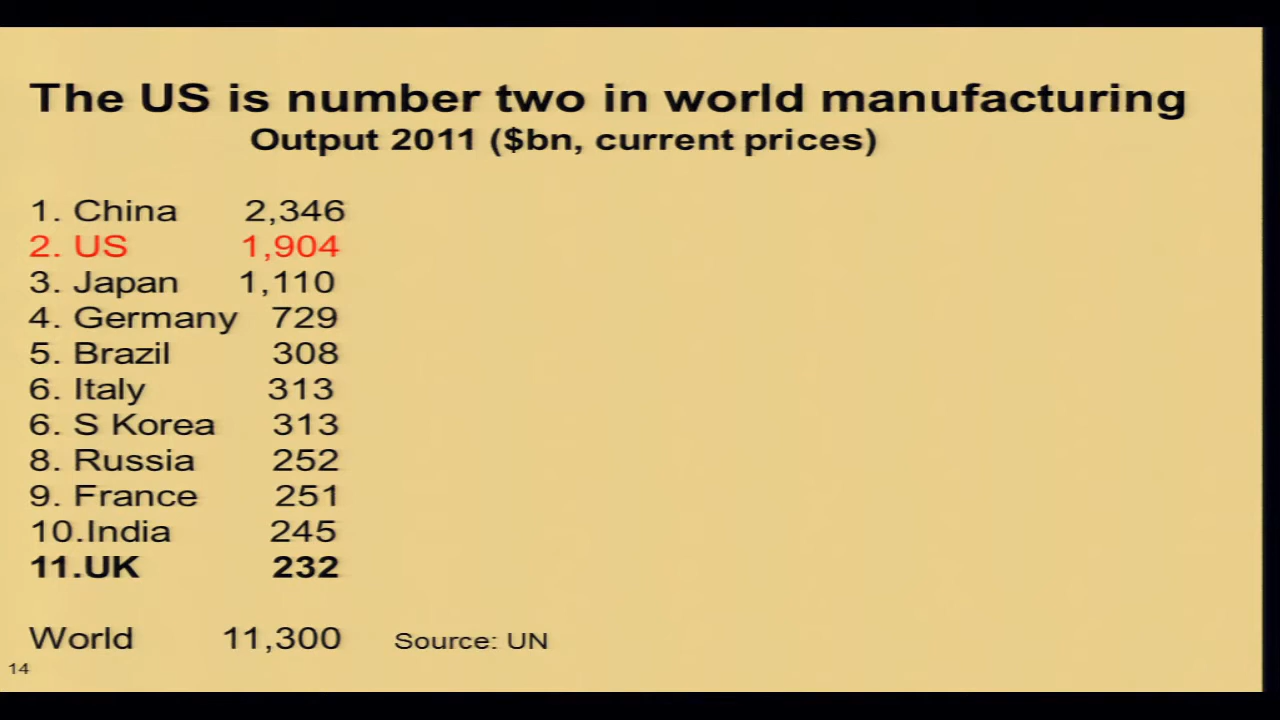 The US is number two in world manufacturing
Output 2011 ($bn, current prices)
1. China 2,346
2. US 1,904
3. Japan 1,110
4. Germany 729
5. Brazil 308
6. Italy 313
6. S Korea 313
8. Russia 252
9. France 251
10.India 245
11.UK 232
World 11,300 Source: UN
14